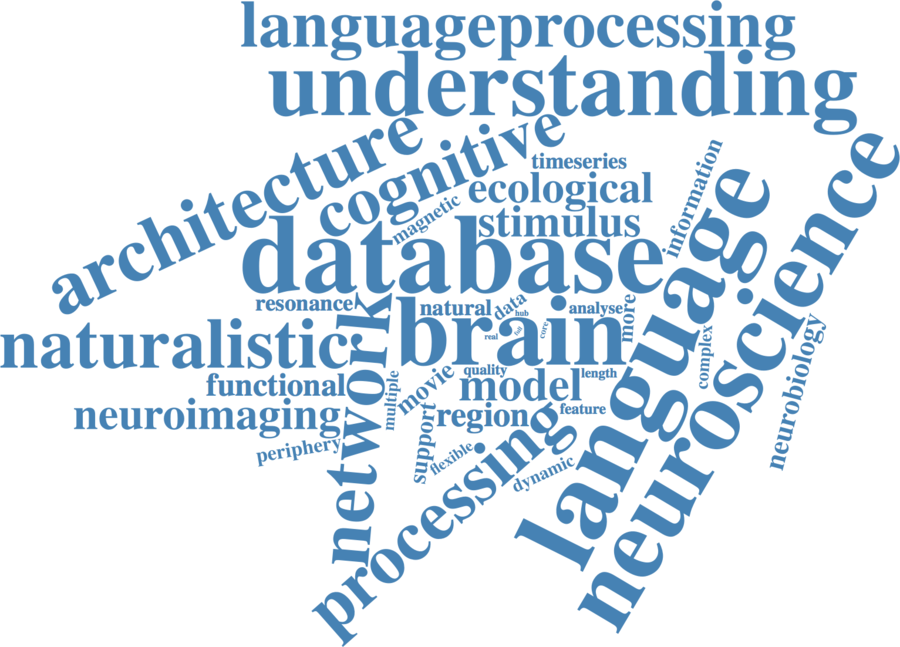 languageprocessing
understanding
architecture
cognitive
timeseries
ecological
information
magnetic
stimulus
database
language
neuroscience
resonance
natural
data
hub
analyse
more
brain
real
full
core
naturalistic
network
complex
neurobiology
functional
multiple
movie
quality
model
length
neuroimaging
support
region
feature
periphery
flexible
dynamic
processing